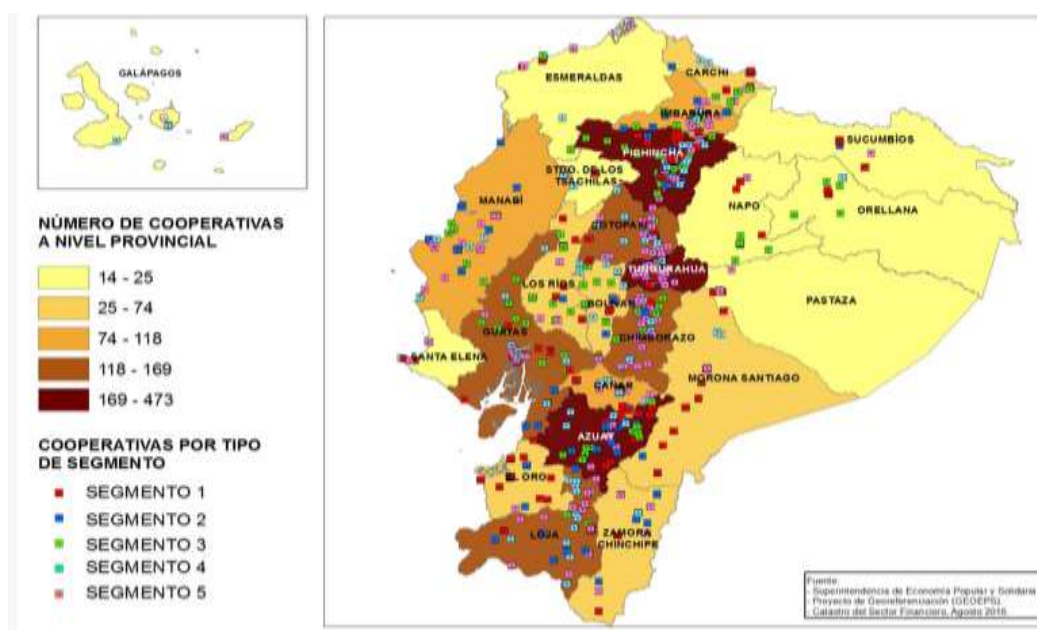 GALÁPAGOS
NÚMERO DE COOPERATIVAS
A NIVEL PROVINCIAL
14 - 25
25 - 74
74 - 118
118 - 169
169 - 473
COOPERATIVAS POR TIPO
DE SEGMENTO
SEGMENTO 1
SEGMENTO 2
SEGMENTO 3
SEGMENTO 4
SEGMENTO 5
ESMERALDAS
CARCHI
IMBABURA
SUCUMBÍOS
PICHINCHA
STDO. DE LOS
TSÁCHILAS
NAPO
ORELLANA
MANABÍ
COTOPAXI
TUNGURAHUA
LOS RÍOS
BOLÍVAR
PASTAZA
GUAYAS
CHIMBORAZO
SANTA ELENA
MORONA SANTIAGO
CAÑAR
AZUAY
EL ORO
LOJA
ZAMORA
CHINCHIPE
Fuente:
- Superintendencia de Economía Popular y Solidaria
- Proyecto de Georeferenciación (GEOEPS).
- Catastro del Sector Financiero, Agosto 2016.